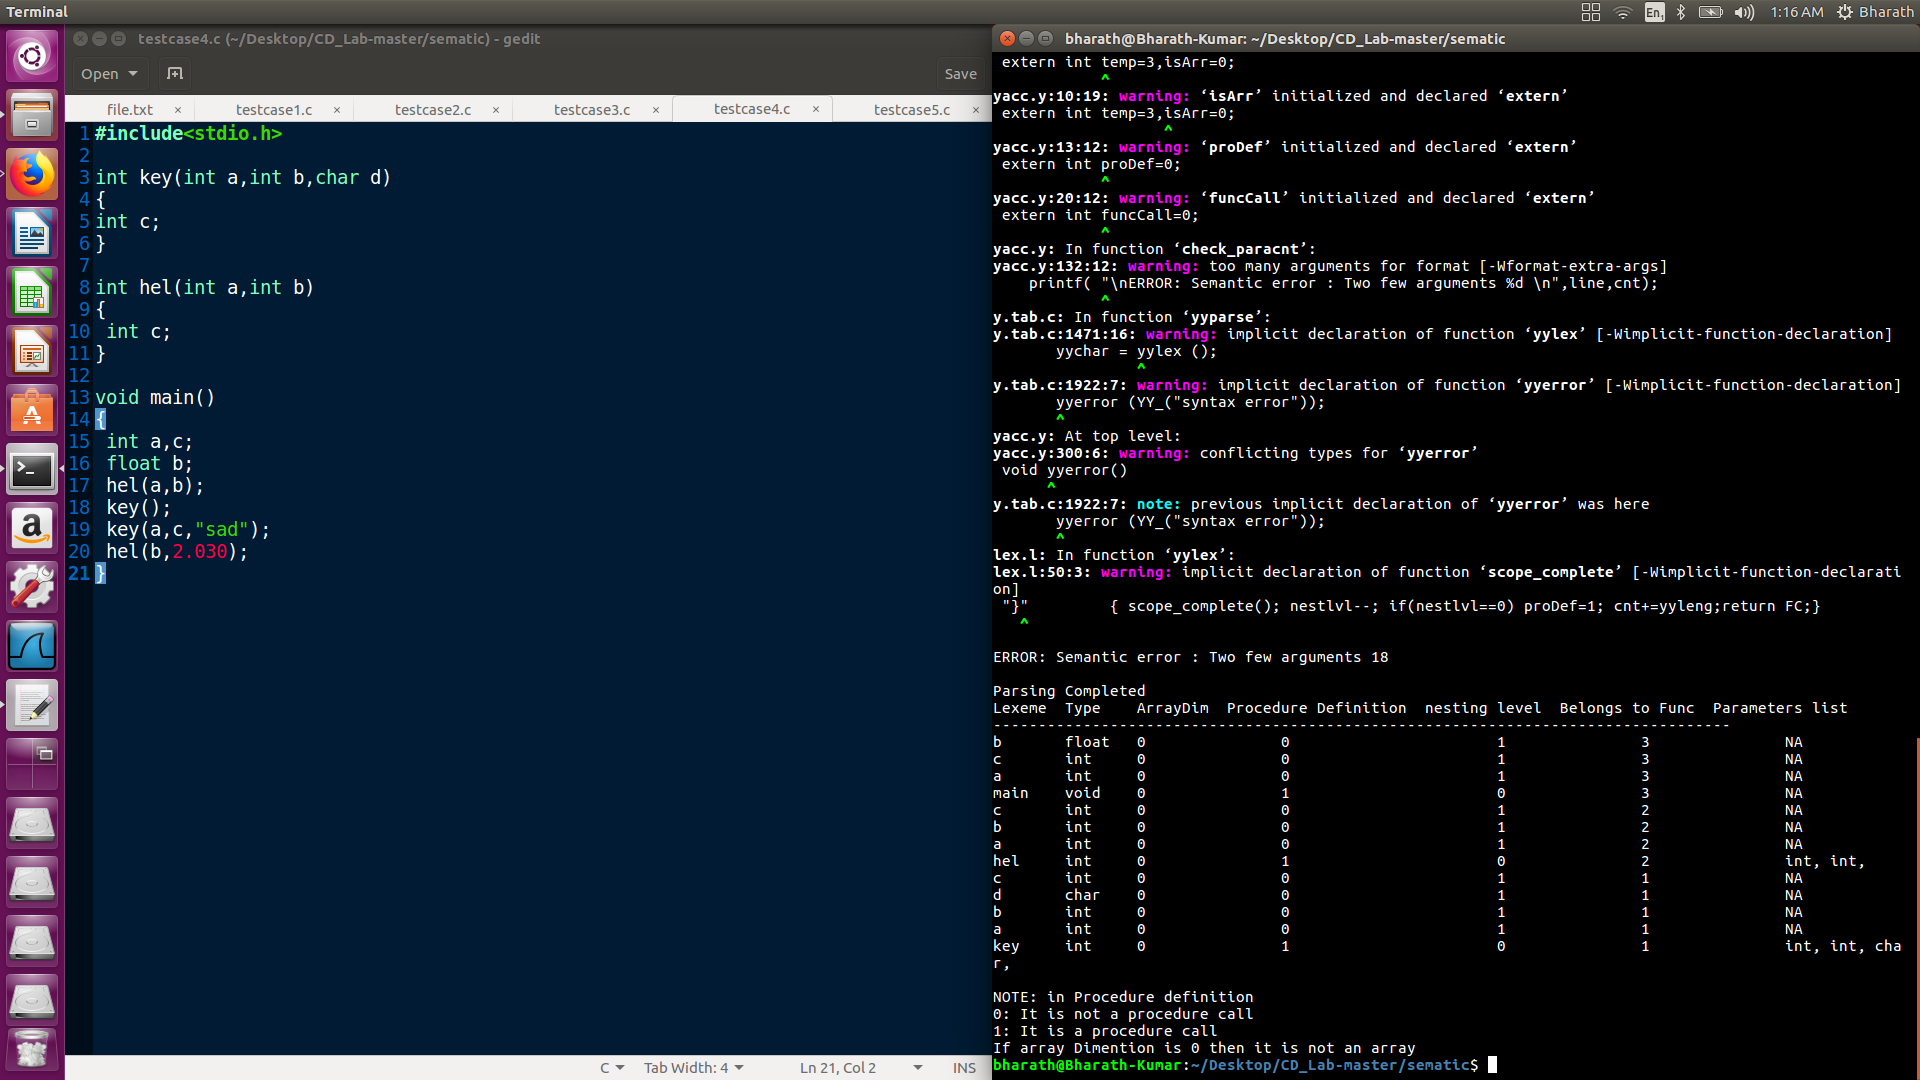 Terminal
En1
1:16 AM
Bharath
testcase4.c (~/Desktop/CD_Lab-master/sematic) - gedit
Open
Save
file.txt × testcase1.c × testcase2.c × testcase3.c × testcase4.c × testcase5.c ×
1 #include<stdio.h>
2
3 int key(int a,int b,char d)
4 {
5 int c;
6 }
7
8 int hel(int a,int b)
9 {
10  int c;
11 }
12
13 void main()
14 {
15  int a,c;
16  float b;
17  hel(a,b);
18  key();
19  key(a,c,"sad");
20  hel(b,2.030);
21 }
C
Tab Width: 4
Ln 21, Col 2
INS
bharath@Bharath-Kumar: ~/Desktop/CD_Lab-master/sematic
 extern int temp=3,isArr=0;
            ^
yacc.y:10:19: warning: ‘isArr’ initialized and declared ‘extern’
 extern int temp=3,isArr=0;
                   ^
yacc.y:13:12: warning: ‘proDef’ initialized and declared ‘extern’
 extern int proDef=0;
            ^
yacc.y:20:12: warning: ‘funcCall’ initialized and declared ‘extern’
 extern int funcCall=0;
            ^
yacc.y: In function ‘check_paracnt’:
yacc.y:132:12: warning: too many arguments for format [-Wformat-extra-args]
    printf( "\nERROR: Semantic error : Two few arguments %d \n",line,cnt);
            ^
y.tab.c: In function ‘yyparse’:
y.tab.c:1471:16: warning: implicit declaration of function ‘yylex’ [-Wimplicit-function-declaration]
       yychar = yylex ();
                ^
y.tab.c:1922:7: warning: implicit declaration of function ‘yyerror’ [-Wimplicit-function-declaration]
       yyerror (YY_("syntax error"));
       ^
yacc.y: At top level:
yacc.y:300:6: warning: conflicting types for ‘yyerror’
 void yyerror()
      ^
y.tab.c:1922:7: note: previous implicit declaration of ‘yyerror’ was here
       yyerror (YY_("syntax error"));
       ^
lex.l: In function ‘yylex’:
lex.l:50:3: warning: implicit declaration of function ‘scope_complete’ [-Wimplicit-function-declarati
on]
 "}"         { scope_complete(); nestlvl--; if(nestlvl==0) proDef=1; cnt+=yyleng;return FC;}
   ^
ERROR: Semantic error : Two few arguments 18
Parsing Completed
Lexeme  Type    ArrayDim  Procedure Definition  nesting level  Belongs to Func  Parameters list
----------------------------------------------------------------------------------
b       float   0               0                       1               3               NA
c       int     0               0                       1               3               NA
a       int     0               0                       1               3               NA
main    void    0               1                       0               3               NA
c       int     0               0                       1               2               NA
b       int     0               0                       1               2               NA
a       int     0               0                       1               2               NA
hel     int     0               1                       0               2               int, int,
c       int     0               0                       1               1               NA
d       char    0               0                       1               1               NA
b       int     0               0                       1               1               NA
a       int     0               0                       1               1               NA
key     int     0               1                       0               1               int, int, cha
r,
NOTE: in Procedure definition
0: It is not a procedure call
1: It is a procedure call
If array Dimention is 0 then it is not an array
bharath@Bharath-Kumar:~/Desktop/CD_Lab-master/sematic$